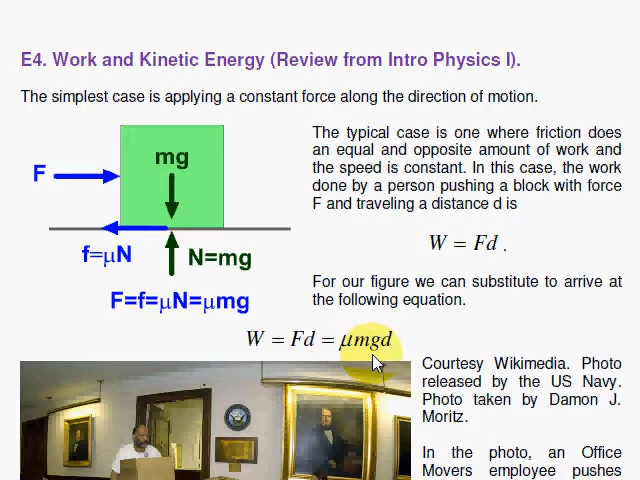 E4. Work and Kinetic Energy (Review from Intro Physics I).
The simplest case is applying a constant force along the direction of motion.
mg
F
f=μN
N=mg
F=f=μN=μmg
The typical case is one where friction does
an equal and opposite amount of work and
the speed is constant. In this case, the work
done by a person pushing a block with force
F and traveling a distance d is
W = Fd .
For our figure we can substitute to arrive at
the following equation.
W = Fd = μmgd
Courtesy Wikimedia. Photo
released by the US Navy.
Photo taken by Damon J.
Moritz.
In the photo, an Office
Movers employee pushes